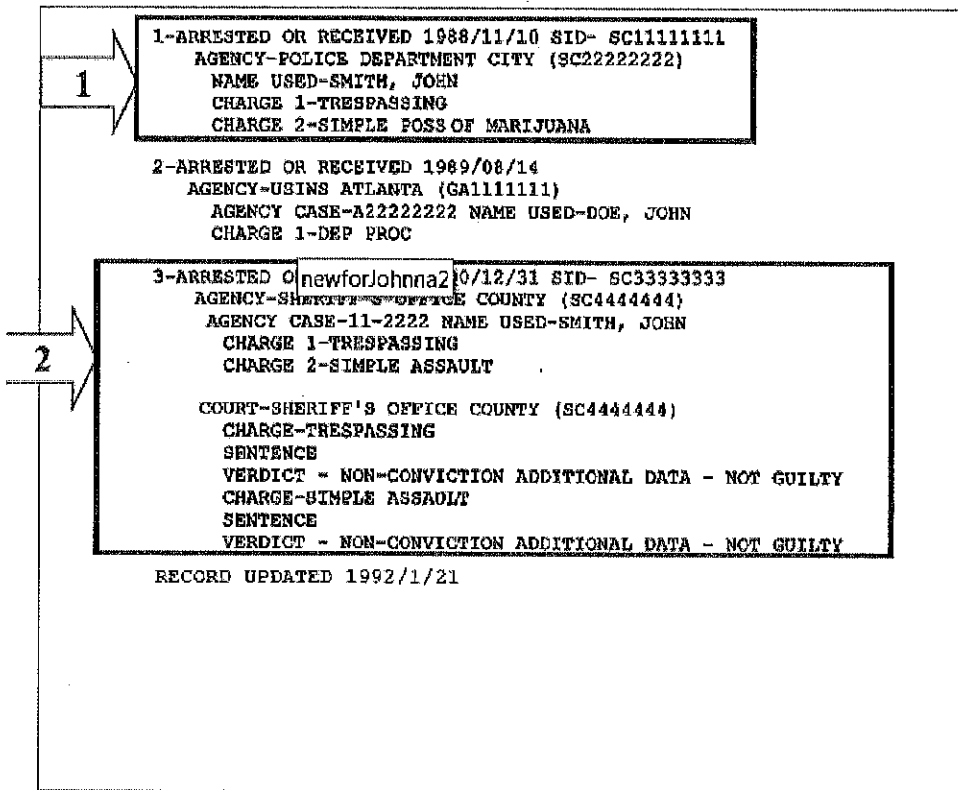 1-ARRESTED OR RECEIVED 1988/11/10 SID- SC11111111
AGENCY-POLICE DEPARTMENT CITY (SC22222222)
NAME USED-SMITH, JOHN
1
CHARGE 1-TRESPASSING
CHARGE 2-SIMPLE POSS OF MARIJUANA
2-ARRESTED OR RECEIVED 1989/08/14
AGENCY-USINS ATLANTA (GA1111111)
AGENCY CASE-A22222222 NAME USED-DOE, JOHN
CHARGE 1-DEP PROC
3-ARRESTED O newforJohnna2 0/12/31 SID- SC33333333
AGENCY-SHERIFF'S OFFICE COUNTY (SC4444444)
AGENCY CASE-11-2222 NAME USED-SMITH, JOHN
CHARGE 1-TRESPASSING
2
CHARGE 2-SIMPLE ASSAULT
COURT-SHERIFF'S OFFICE COUNTY (SC4444444)
CHARGE-TRESPASSING
SENTENCE
VERDICT - NON-CONVICTION ADDITIONAL DATA - NOT GUILTY
CHARGE-SIMPLE ASSAULT
SENTENCE
VERDICT - NON-CONVICTION ADDITIONAL DATA - NOT GUILTY
RECORD UPDATED 1992/1/21